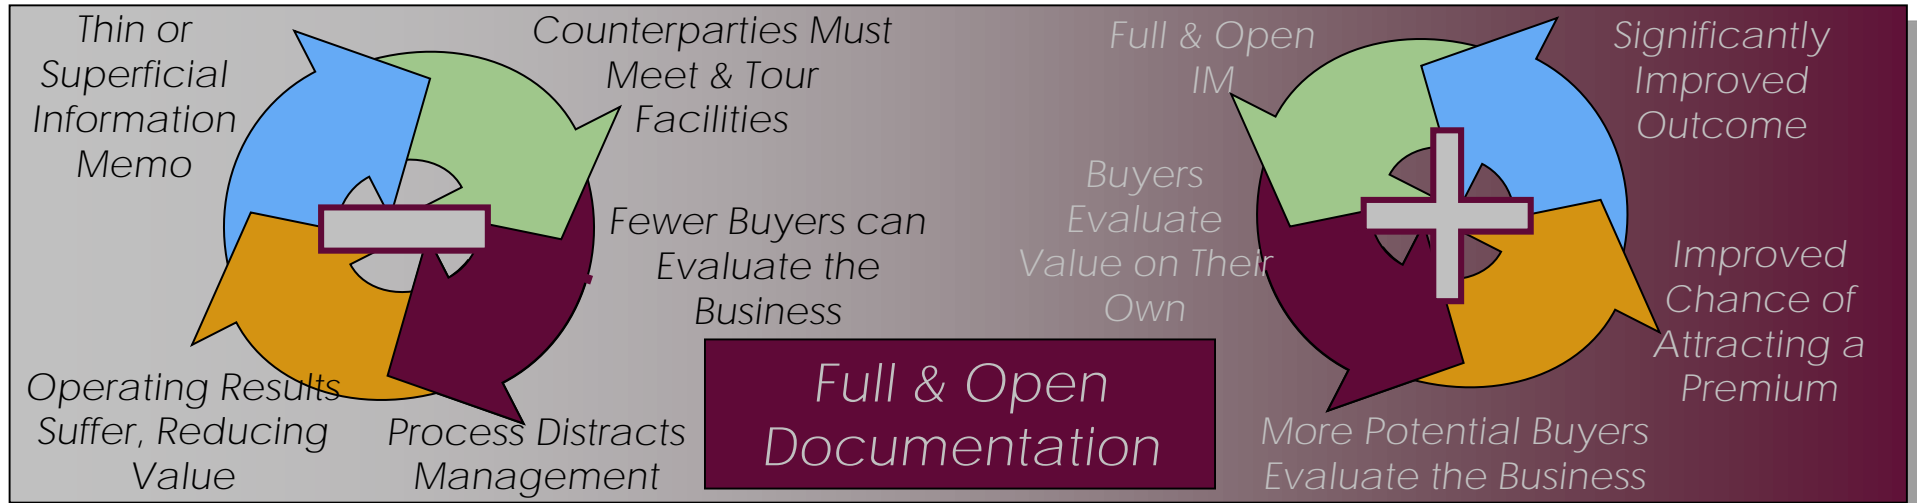 Thin or
Superficial
Information
Memo
Counterparties Must
Meet & Tour
Facilities
Fewer Buyers can
Evaluate the
Business
Process Distracts
Management
Operating Results
Suffer, Reducing
Value
Full & Open
Documentation
Full & Open
IM
Buyers
Evaluate
Value on Their
Own
More Potential Buyers
Evaluate the Business
Improved
Chance of
Attracting a
Premium
Significantly
Improved
Outcome